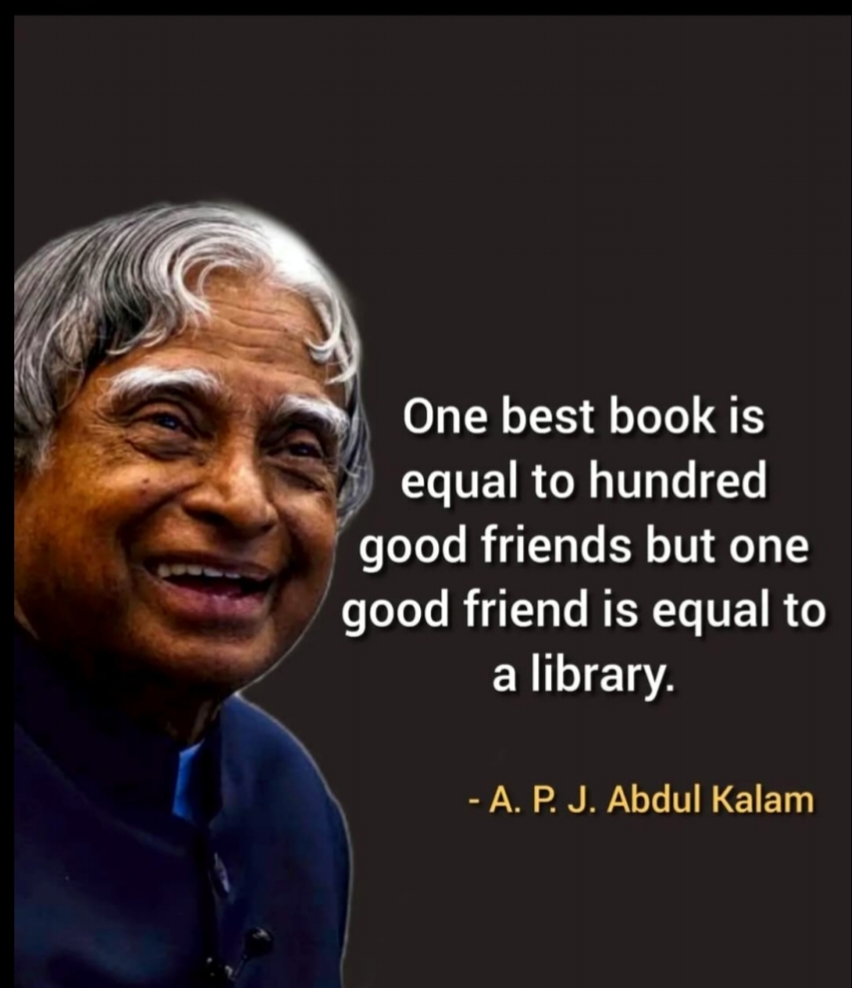 One best book is
equal to hundred
good friends but one
good friend is equal to
a library.
- A. P. J. Abdul Kalam